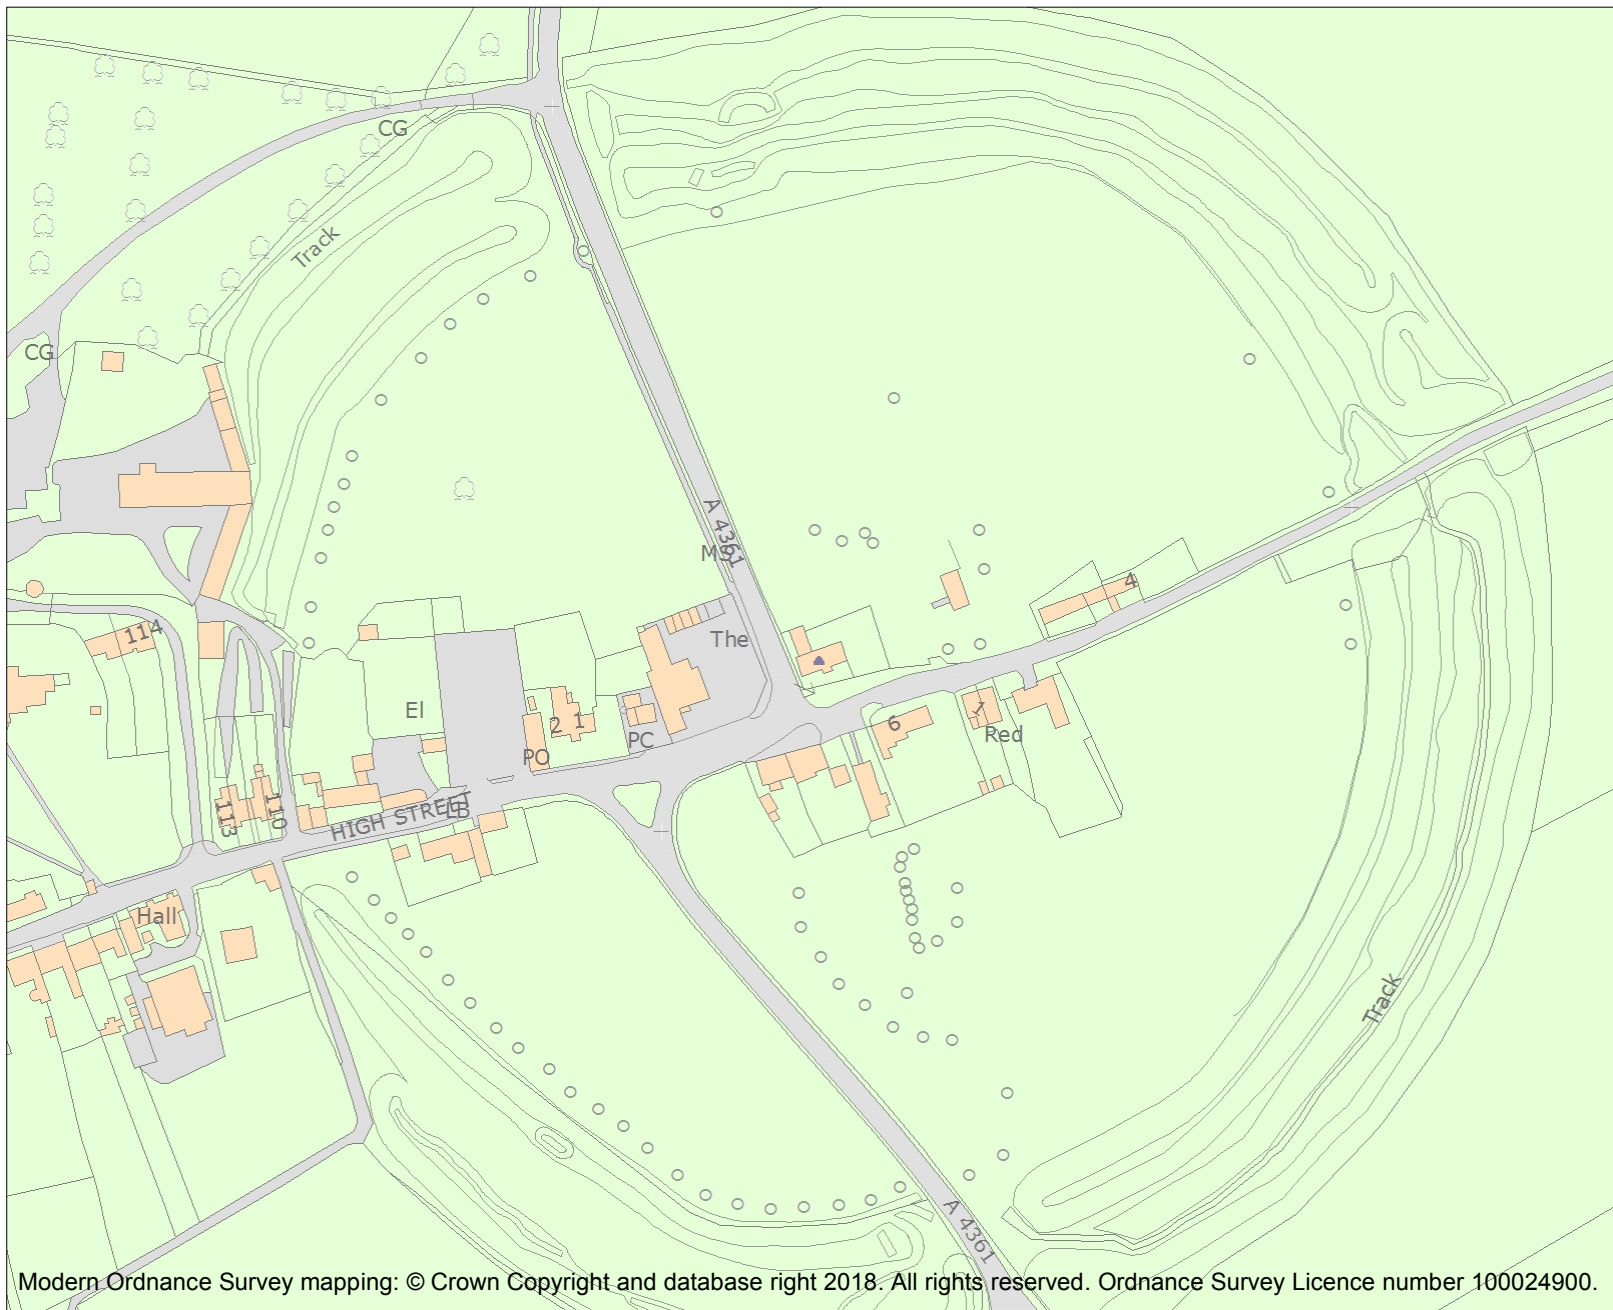 CG
Track
CG
A 4361
MS
4
114
The
El
2 1
PO
PC
6
1
Red
113
110
HIGH STREET
LB
Hall
Track
A 4361
Modern Ordnance Survey mapping: © Crown Copyright and database right 2018. All rights reserved. Ordnance Survey Licence number 100024900.